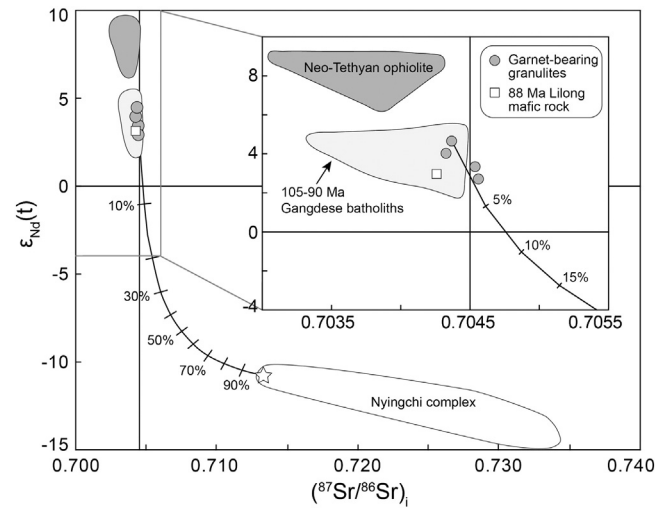 10
5
0
-5
-10
-15
εNd(t)
0.700
0.710
0.720
0.730
0.740
(87Sr/86Sr)i
10%
30%
50%
70%
90%
Nyingchi complex
8
4
0
-4
0.7035
0.7045
0.7055
Neo-Tethyan ophiolite
105-90 Ma
Gangdese batholiths
5%
10%
15%
Garnet-bearing
granulites
88 Ma Lilong
mafic rock